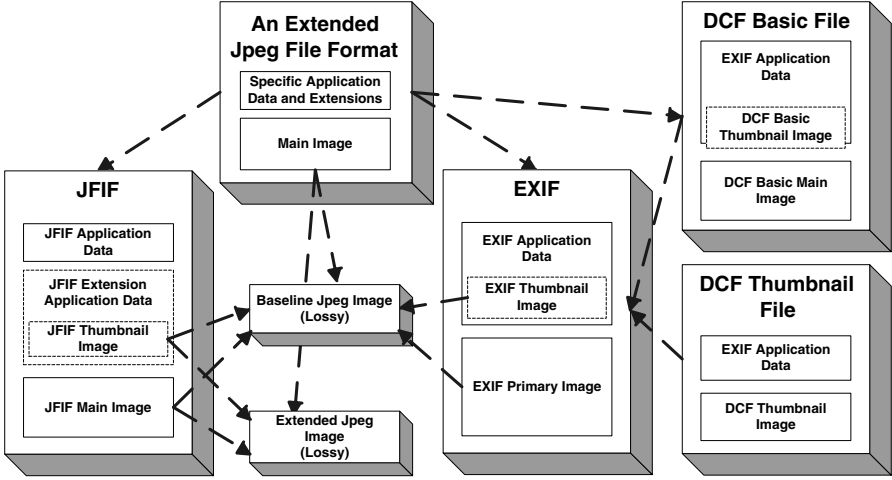 An Extended
Jpeg File Format
Specific Application
Data and Extensions
Main Image
DCF Basic File
EXIF Application
Data
DCF Basic
Thumbnail Image
DCF Basic Main
Image
JFIF
JFIF Application
Data
JFIF Extension
Application Data
JFIF Thumbnail
Image
JFIF Main Image
Baseline Jpeg Image
(Lossy)
Extended Jpeg
Image
(Lossy)
EXIF
EXIF Application
Data
EXIF Thumbnail
Image
EXIF Primary Image
DCF Thumbnail
File
EXIF Application
Data
DCF Thumbnail
Image